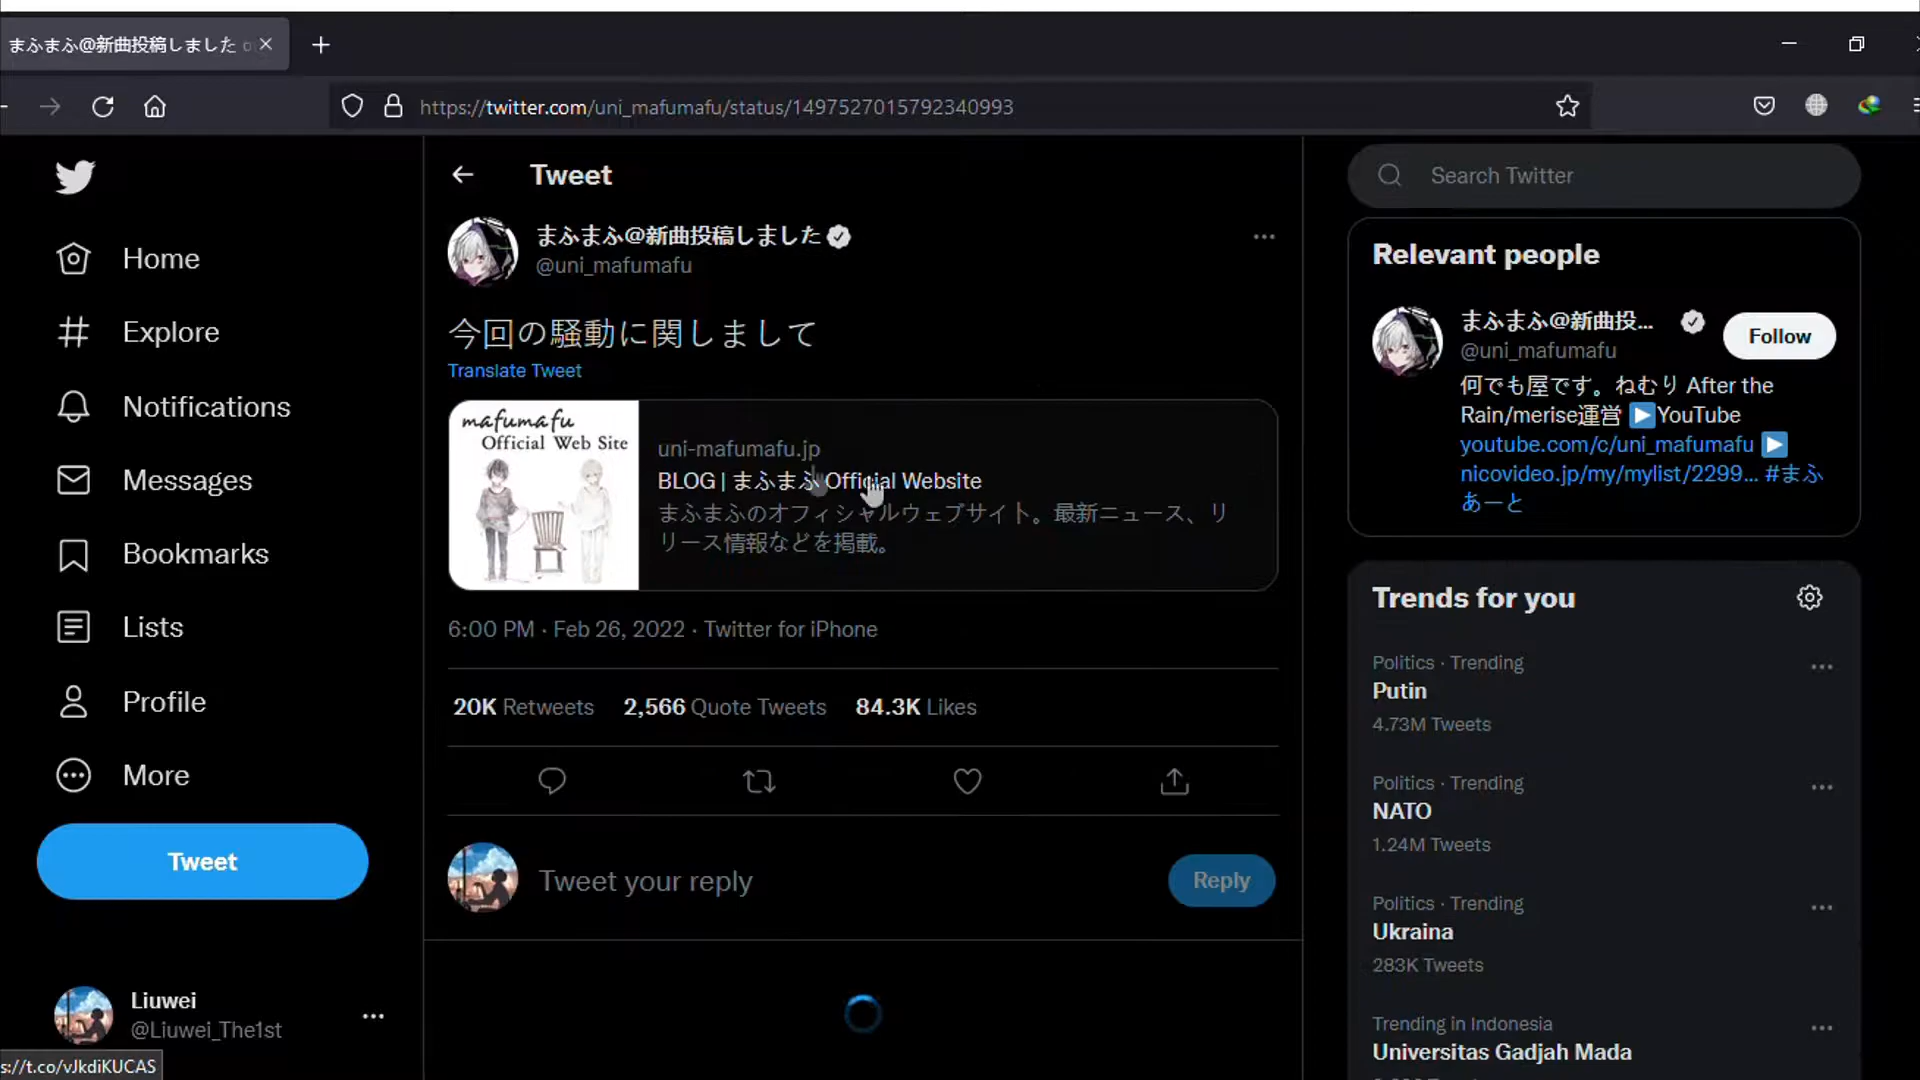 まふまふ@新曲投稿しました
https://twitter.com/uni_mafumafu/status/1497527015792340993
Home
Explore
Notifications
Messages
Bookmarks
Lists
Profile
More
Tweet
Liuwei
@Liuwei_The1st
s://t.co/vJkdiKUCAS
Tweet
まふまふ@新曲投稿しました
@uni_mafumafu
今回の騒動に関しまして
Translate Tweet
mafumafu
Official Web Site
uni-mafumafu.jp
BLOG | まふまふ Official Website
まふまふのオフィシャルウェブサイト。最新ニュース、リ
リース情報などを掲載。
6:00 PM · Feb 26, 2022 · Twitter for iPhone
20K Retweets 2,566 Quote Tweets 84.3K Likes
Tweet your reply
Reply
Search Twitter
Relevant people
まふまふ@新曲投...
@uni_mafumafu
Follow
何でも屋です。ねむり After the
Rain/merise運営 ▶YouTube
youtube.com/c/uni_mafumafu ▶
nicovideo.jp/my/mylist/2299... #まふ
あーと
Trends for you
Politics · Trending
Putin
4.73M Tweets
Politics · Trending
NATO
1.24M Tweets
Politics · Trending
Ukraina
283K Tweets
Trending in Indonesia
Universitas Gadjah Mada